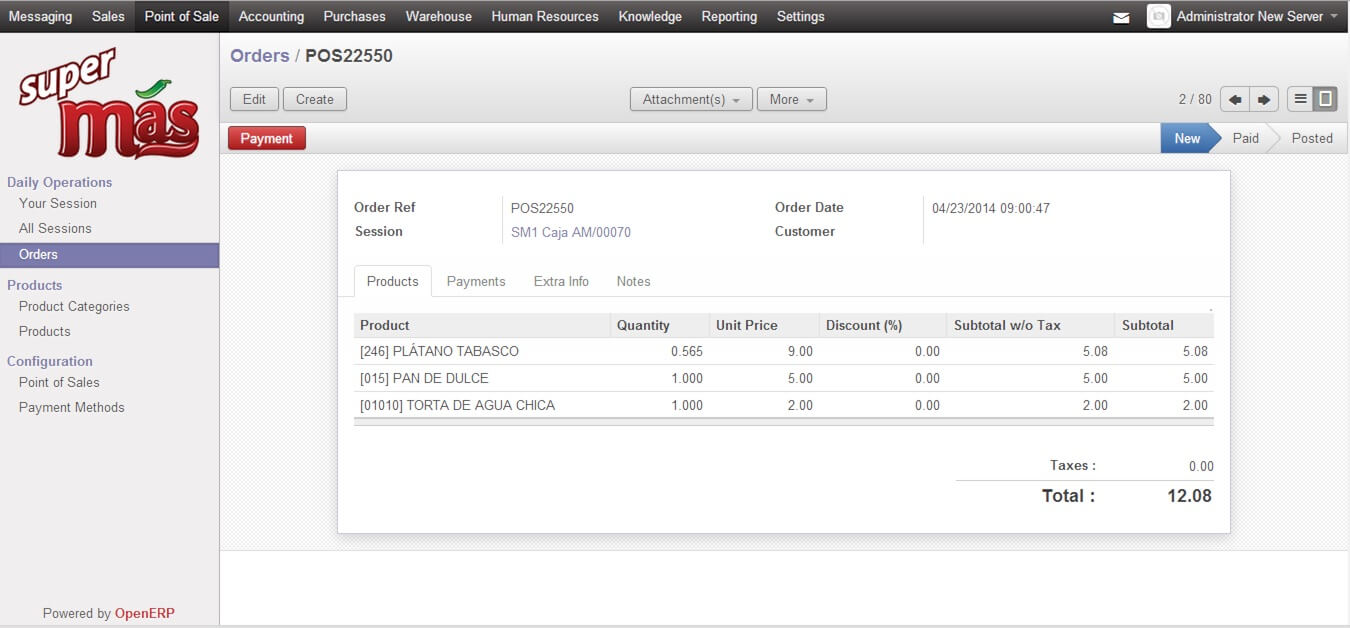 Messaging Sales Point of Sale Accounting Purchases Warehouse Human Resources Knowledge Reporting Settings Administrator New Server
super más
Orders / POS22550
Edit Create Attachment(s) More 2 / 80
Payment New Paid Posted
Daily Operations
Your Session
All Sessions
Orders
Products
Product Categories
Products
Configuration
Point of Sales
Payment Methods
Powered by OpenERP
Order Ref POS22550 Order Date 04/23/2014 09:00:47
Session SM1 Caja AM/00070 Customer
Products Payments Extra Info Notes
Product Quantity Unit Price Discount (%) Subtotal w/o Tax Subtotal
[246] PLÁTANO TABASCO 0.565 9.00 0.00 5.08 5.08
[015] PAN DE DULCE 1.000 5.00 0.00 5.00 5.00
[01010] TORTA DE AGUA CHICA 1.000 2.00 0.00 2.00 2.00
Taxes : 0.00
Total : 12.08